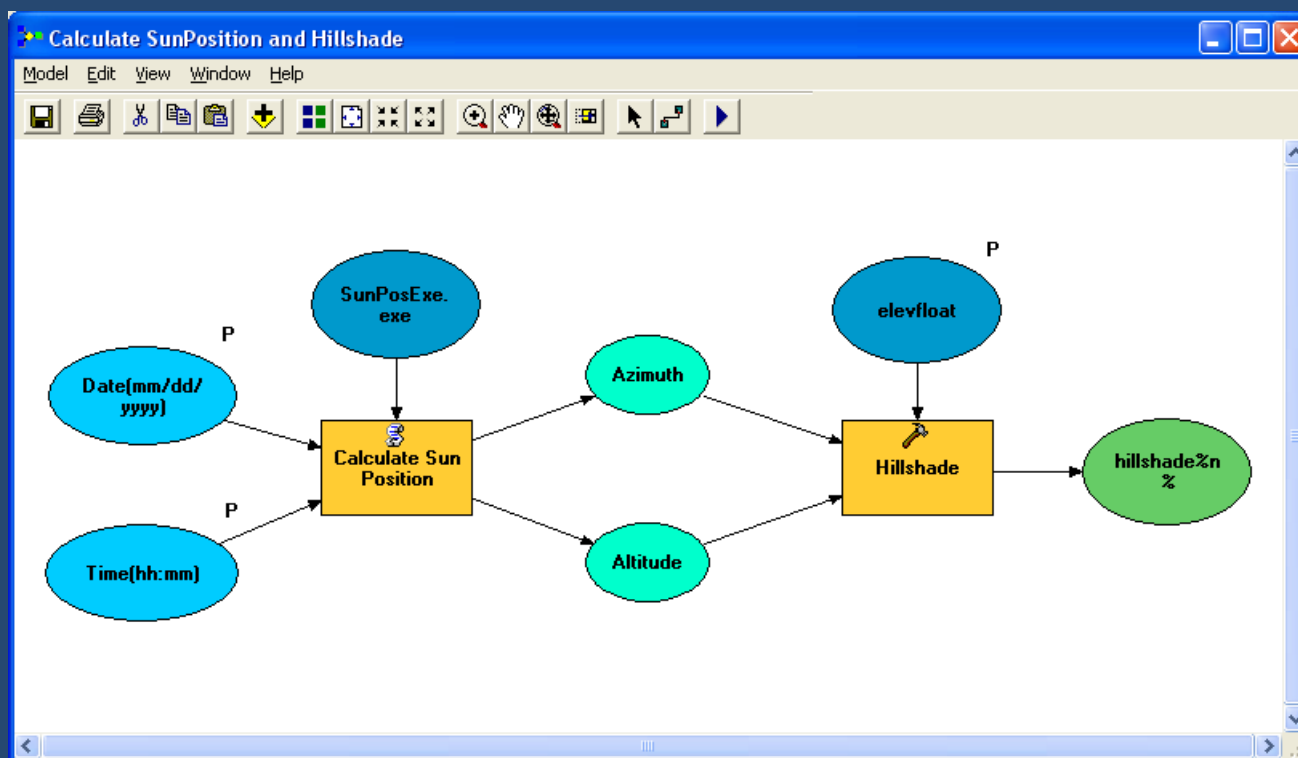 Calculate SunPosition and Hillshade
Model Edit View Window Help
P
SunPosExe.
exe
elevfloat
P
Date(mm/dd/
yyyy)
Azimuth
Calculate Sun
Position
Hillshade
hillshade%n
%
P
Time(hh:mm)
Altitude